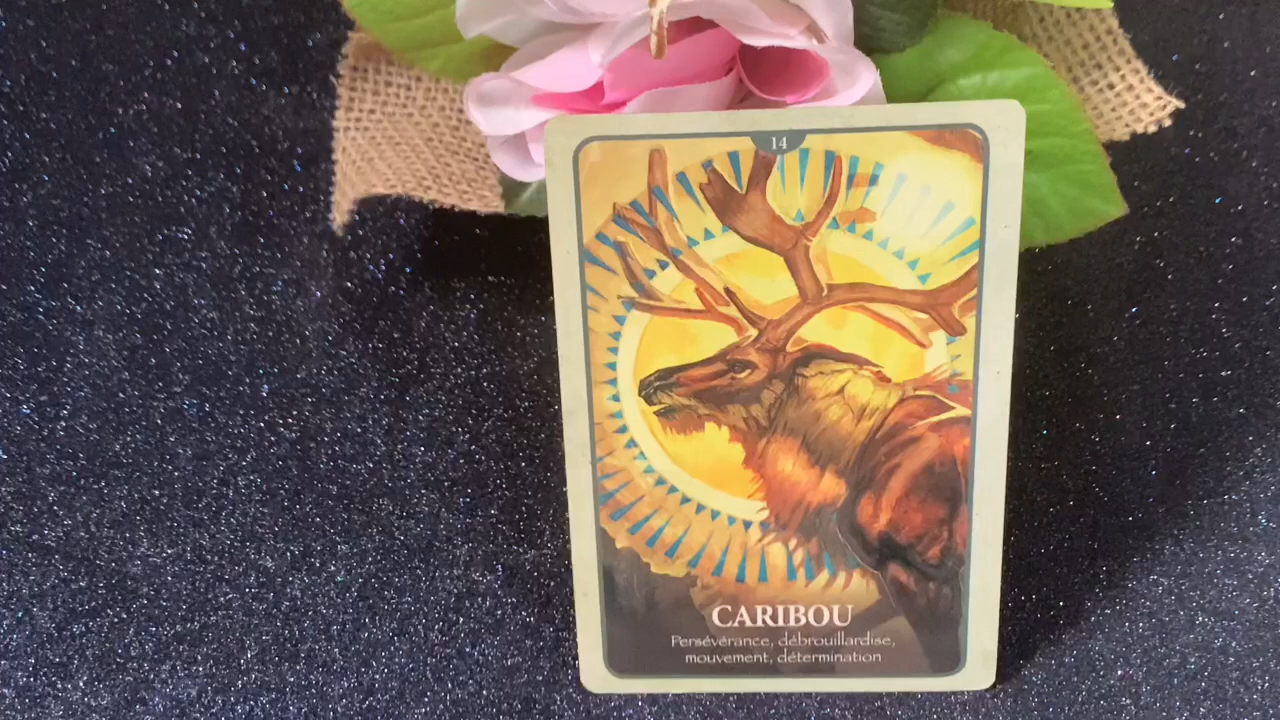 14
CARIBOU
Persévérance, débrouillardise,
mouvement, détermination